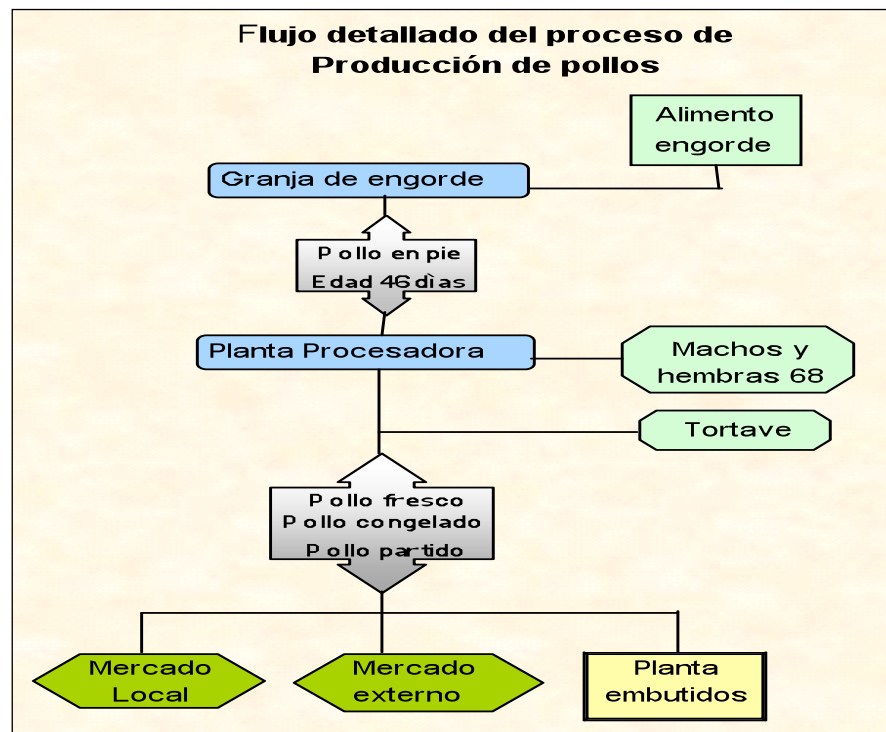 Flujo detallado del proceso de
Producción de pollos
Alimento
engorde
Granja de engorde
Pollo en pie
Edad 46 dìas
Planta Procesadora
Machos y
hembras 68
Tortave
Pollo fresco
Pollo congelado
Pollo partido
Mercado
Local
Mercado
externo
Planta
embutidos